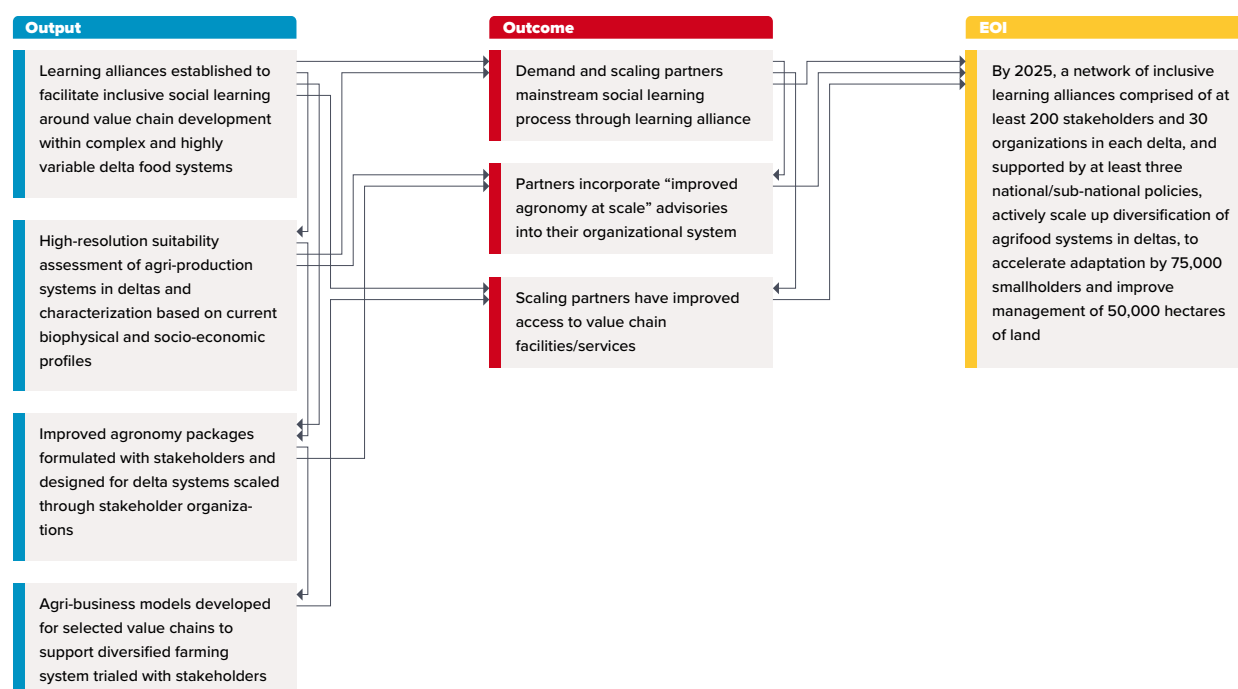 Output
Learning alliances established to
facilitate inclusive social learning
around value chain development
within complex and highly
variable delta food systems
High-resolution suitability
assessment of agri-production
systems in deltas and
characterization based on current
biophysical and socio-economic
profiles
Improved agronomy packages
formulated with stakeholders and
designed for delta systems scaled
through stakeholder organiza-
tions
Agri-business models developed
for selected value chains to
support diversified farming
system trialed with stakeholders
Outcome
Demand and scaling partners
mainstream social learning
process through learning alliance
Partners incorporate “improved
agronomy at scale” advisories
into their organizational system
Scaling partners have improved
access to value chain
facilities/services
EOI
By 2025, a network of inclusive
learning alliances comprised of at
least 200 stakeholders and 30
organizations in each delta, and
supported by at least three
national/sub-national policies,
actively scale up diversification of
agrifood systems in deltas, to
accelerate adaptation by 75,000
smallholders and improve
management of 50,000 hectares
of land